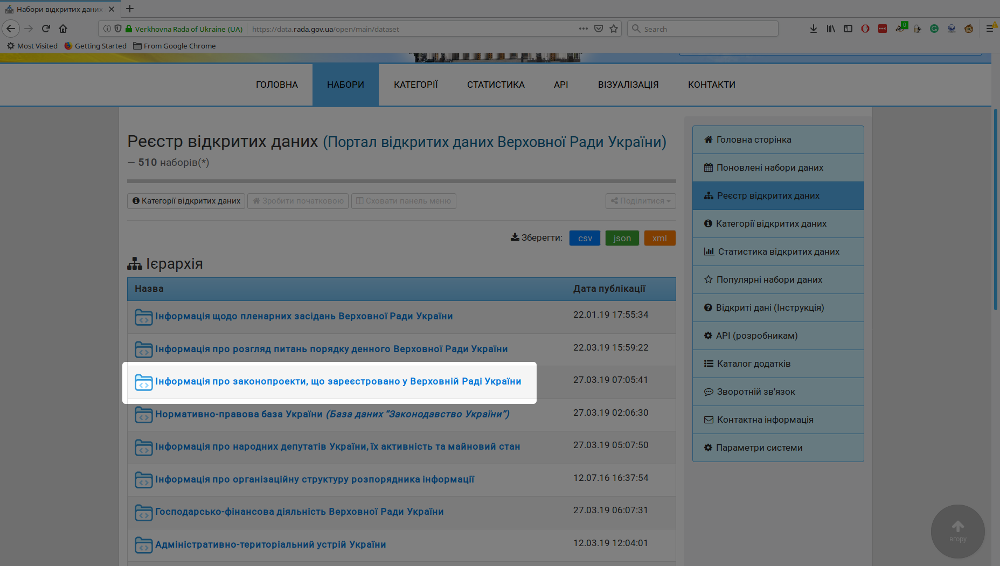 Набори відкритих да
Verkhovna Rada of Ukraine (UA)
https://data.rada.gov.ua/open/main/dataset
Search
Most Visited
Getting Started
From Google Chrome
ГОЛОВНА
НАБОРИ
КАТЕГОРІЇ
СТАТИСТИКА
API
ВІЗУАЛІЗАЦІЯ
КОНТАКТИ
Реєстр відкритих даних (Портал відкритих даних Верховної Ради України)
— 510 наборів(*)
Категорії відкритих даних
Зробити початковою
Сховати панель меню
Поділитися
Зберегти:
csv
json
xml
Ієрархія
Назва
Дата публікації
Інформація щодо пленарних засідань Верховної Ради України
22.01.19 17:55:34
Інформація про розгляд питань порядку денного Верховної Ради України
22.03.19 15:59:22
Інформація про законопроекти, що зареєстровано у Верховній Раді України
27.03.19 07:05:41
Нормативно-правова база України (База даних "Законодавство України")
27.03.19 02:06:30
Інформація про народних депутатів України, їх активність та майновий стан
27.03.19 05:07:50
Інформація про організаційну структуру розпорядника інформації
12.07.16 16:37:54
Господарсько-фінансова діяльність Верховної Ради України
27.03.19 06:07:31
Адміністративно-територіальний устрій України
12.03.19 12:04:01
Головна сторінка
Поновлені набори даних
Реєстр відкритих даних
Категорії відкритих даних
Статистика відкритих даних
Популярні набори даних
Відкриті дані (Інструкція)
API (розробникам)
Каталог додатків
Зворотній зв'язок
Контактна інформація
Параметри системи
вгору